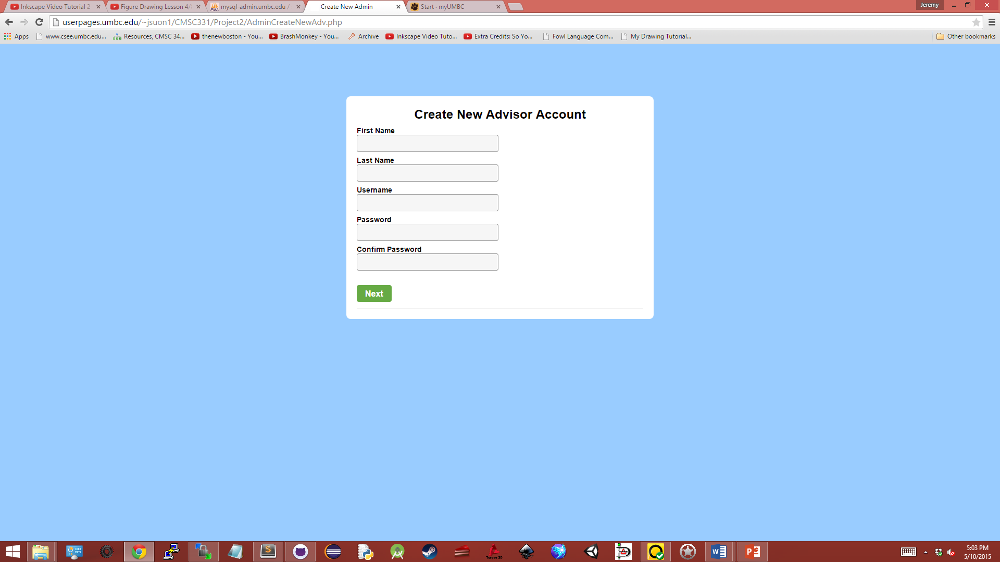 Inkscape Video Tutorial 2
Figure Drawing Lesson 4/
mysql-admin.umbc.edu /
Create New Admin
Start · myUMBC
Jeremy
userpages.umbc.edu/~jsuon1/CMSC331/Project2/AdminCreateNewAdv.php
Apps
www.csee.umbc.edu...
Resources, CMSC 34...
thenewboston - You...
BrashMonkey - You...
Archive
Inkscape Video Tuto...
Extra Credits: So Yo...
Fowl Language Com...
My Drawing Tutorial...
Other bookmarks
Create New Advisor Account
First Name
Last Name
Username
Password
Confirm Password
Next
5:03 PM
5/10/2015